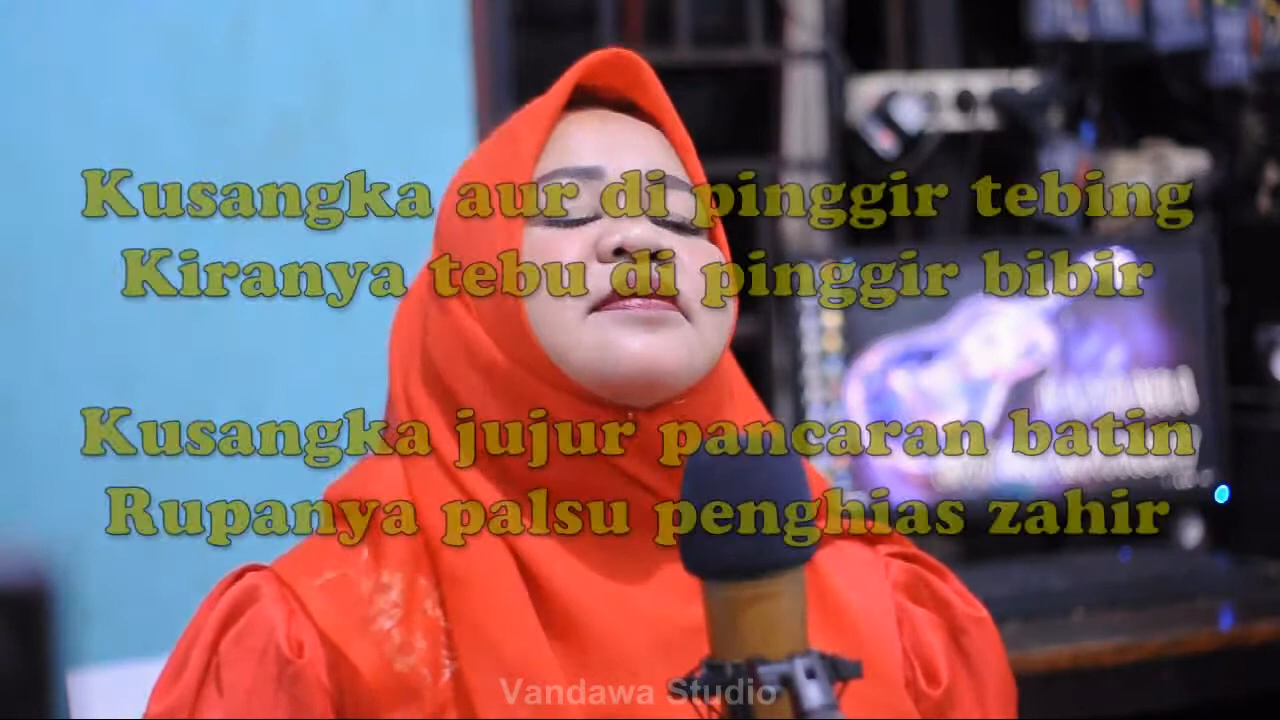 Kusangka aur di pinggir tebing
Kiranya tebu di pinggir bibir
Kusangka jujur pancaran batin
Rupanya palsu penghias zahir
Vandawa Studio